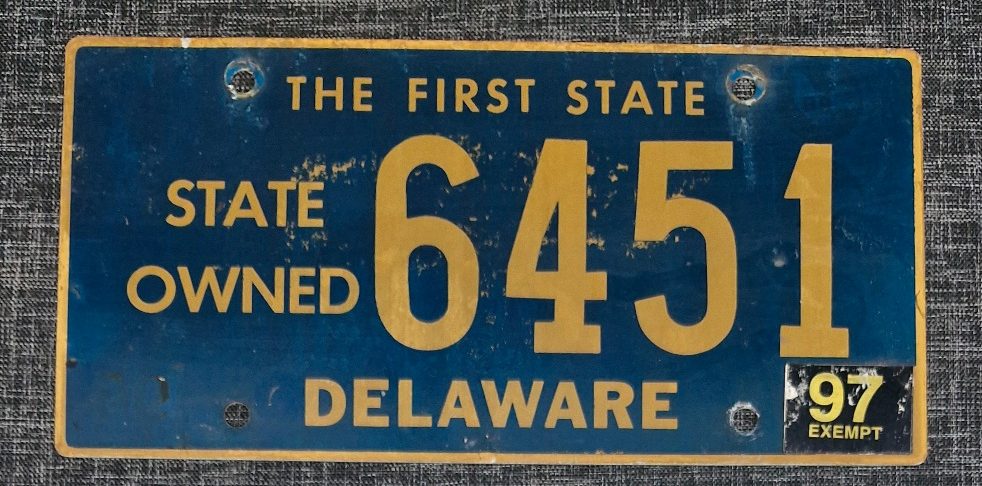 THE FIRST STATE
STATE
OWNED
6451
DELAWARE
97
EXEMPT